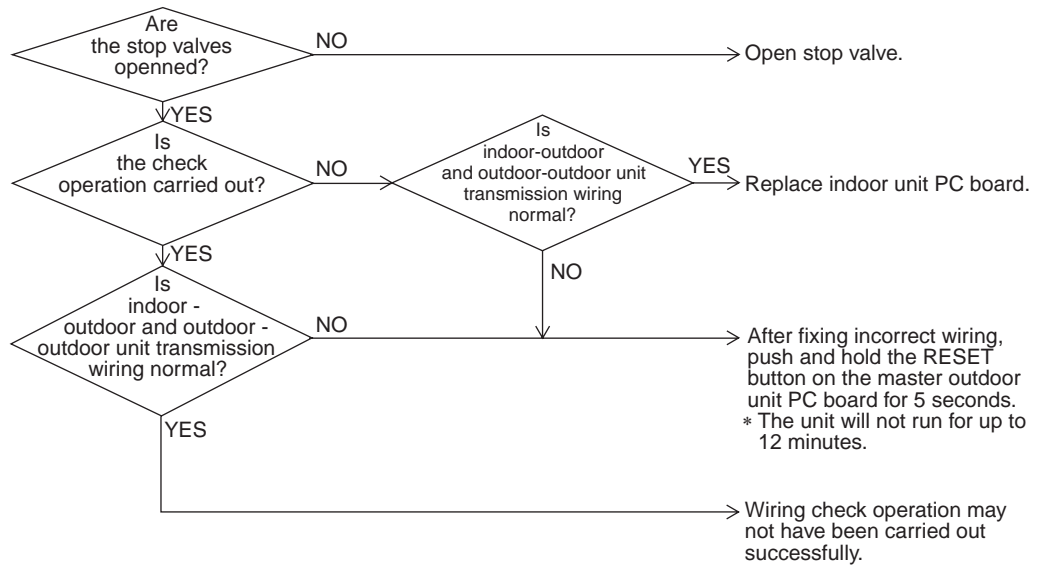 Are
the stop valves
openned?
NO
Open stop valve.
YES
Is
the check
operation carried out?
NO
Is
indoor-outdoor
and outdoor-outdoor unit
transmission wiring
normal?
YES
Replace indoor unit PC board.
YES
NO
Is
indoor -
outdoor and outdoor -
outdoor unit transmission
wiring normal?
NO
After fixing incorrect wiring,
push and hold the RESET
button on the master outdoor
unit PC board for 5 seconds.
* The unit will not run for up to
12 minutes.
YES
Wiring check operation may
not have been carried out
successfully.